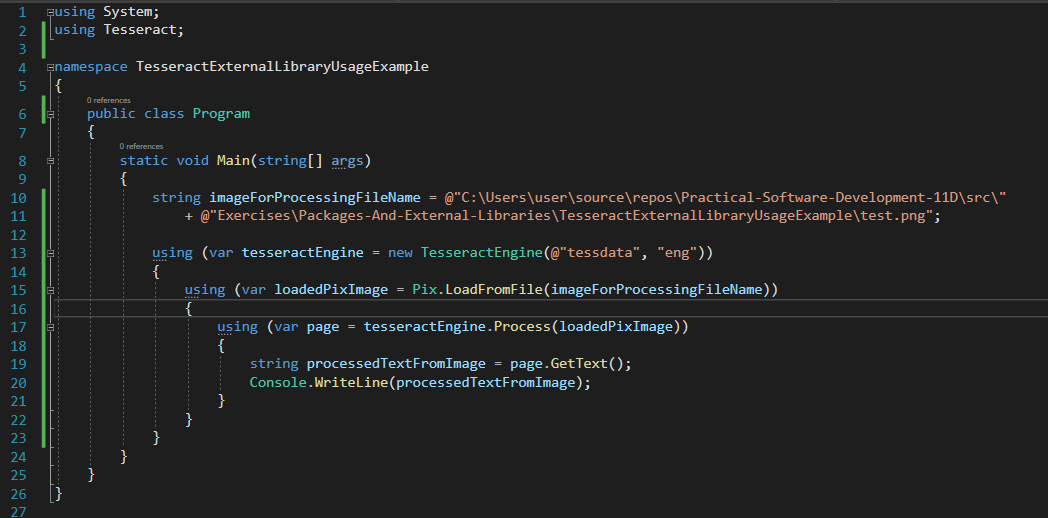 1 using System;
2 using Tesseract;
3
4 namespace TesseractExternalLibraryUsageExample
5 {
0 references
6 public class Program
7 {
0 references
8 static void Main(string[] args)
9 {
10 string imageForProcessingFileName = @"C:\Users\user\source\repos\Practical-Software-Development-11D\src\"
11 + @"Exercises\Packages-And-External-Libraries\TesseractExternalLibraryUsageExample\test.png";
12
13 using (var tesseractEngine = new TesseractEngine(@"tessdata", "eng"))
14 {
15 using (var loadedPixImage = Pix.LoadFromFile(imageForProcessingFileName))
16 {
17 using (var page = tesseractEngine.Process(loadedPixImage))
18 {
19 string processedTextFromImage = page.GetText();
20 Console.WriteLine(processedTextFromImage);
21 }
22 }
23 }
24 }
25 }
26 }
27